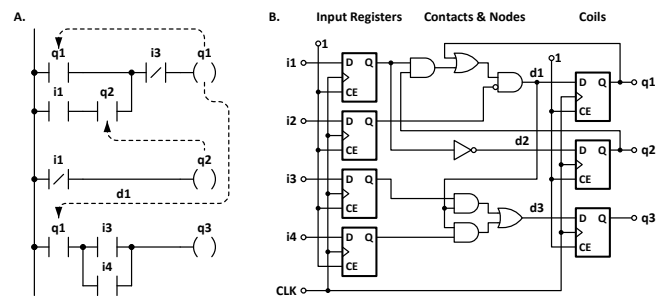 A.
q1
i3
q1
i1
q2
i1
q2
d1
q1
i3
q3
i4
B.
Input Registers
Contacts & Nodes
Coils
1
1
i1
D Q
CE
d1
D Q
CE
q1
i2
D Q
CE
d2
D Q
CE
q2
i3
D Q
CE
d3
D Q
CE
q3
i4
D Q
CE
CLK